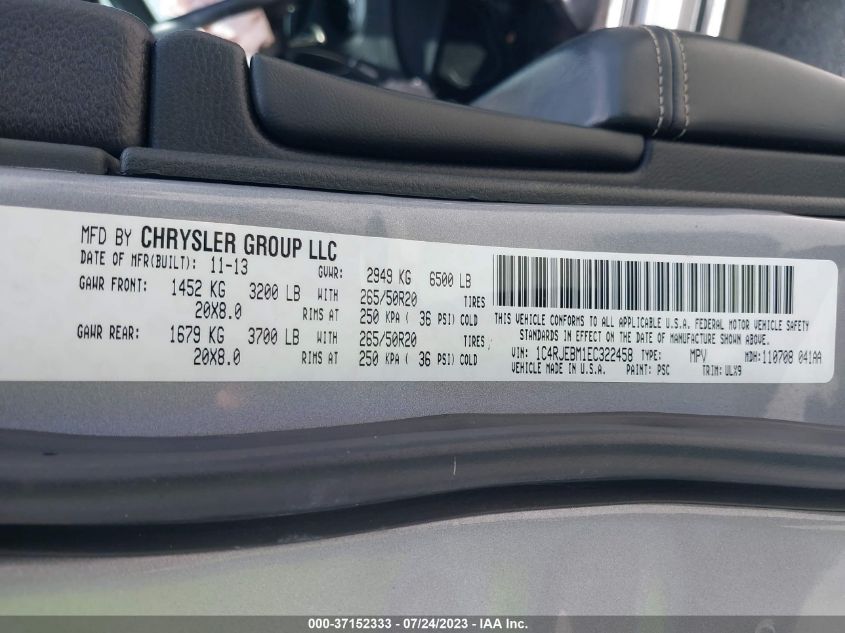 MFD BY CHRYSLER GROUP LLC
DATE OF MFR(BUILT): 11-13 GVWR: 2949 KG 6500 LB
GAWR FRONT: 1452 KG 3200 LB WITH 265/50R20 TIRES
20X8.0 RIMS AT 250 KPA ( 36 PSI) COLD
GAWR REAR: 1679 KG 3700 LB WITH 265/50R20 TIRES
20X8.0 RIMS AT 250 KPA ( 36 PSI) COLD
THIS VEHICLE CONFORMS TO ALL APPLICABLE U.S.A. FEDERAL MOTOR VEHICLE SAFETY
STANDARDS IN EFFECT ON THE DATE OF MANUFACTURE SHOWN ABOVE.
VIN: 1C4RJEBM1EC322458 TYPE: MPV MDH: 110708 041AA
VEHICLE MADE IN U.S.A. PAINT: PSC TRIM: ULX9
000-37152333 - 07/24/2023 - IAA Inc.